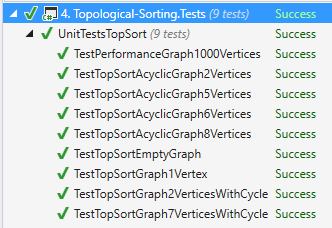 4. Topological-Sorting.Tests (9 tests) Success
UnitTestsTopSort (9 tests) Success
TestPerformanceGraph1000Vertices Success
TestTopSortAcyclicGraph2Vertices Success
TestTopSortAcyclicGraph5Vertices Success
TestTopSortAcyclicGraph6Vertices Success
TestTopSortAcyclicGraph8Vertices Success
TestTopSortEmptyGraph Success
TestTopSortGraph1Vertex Success
TestTopSortGraph2VerticesWithCycle Success
TestTopSortGraph7VerticesWithCycle Success